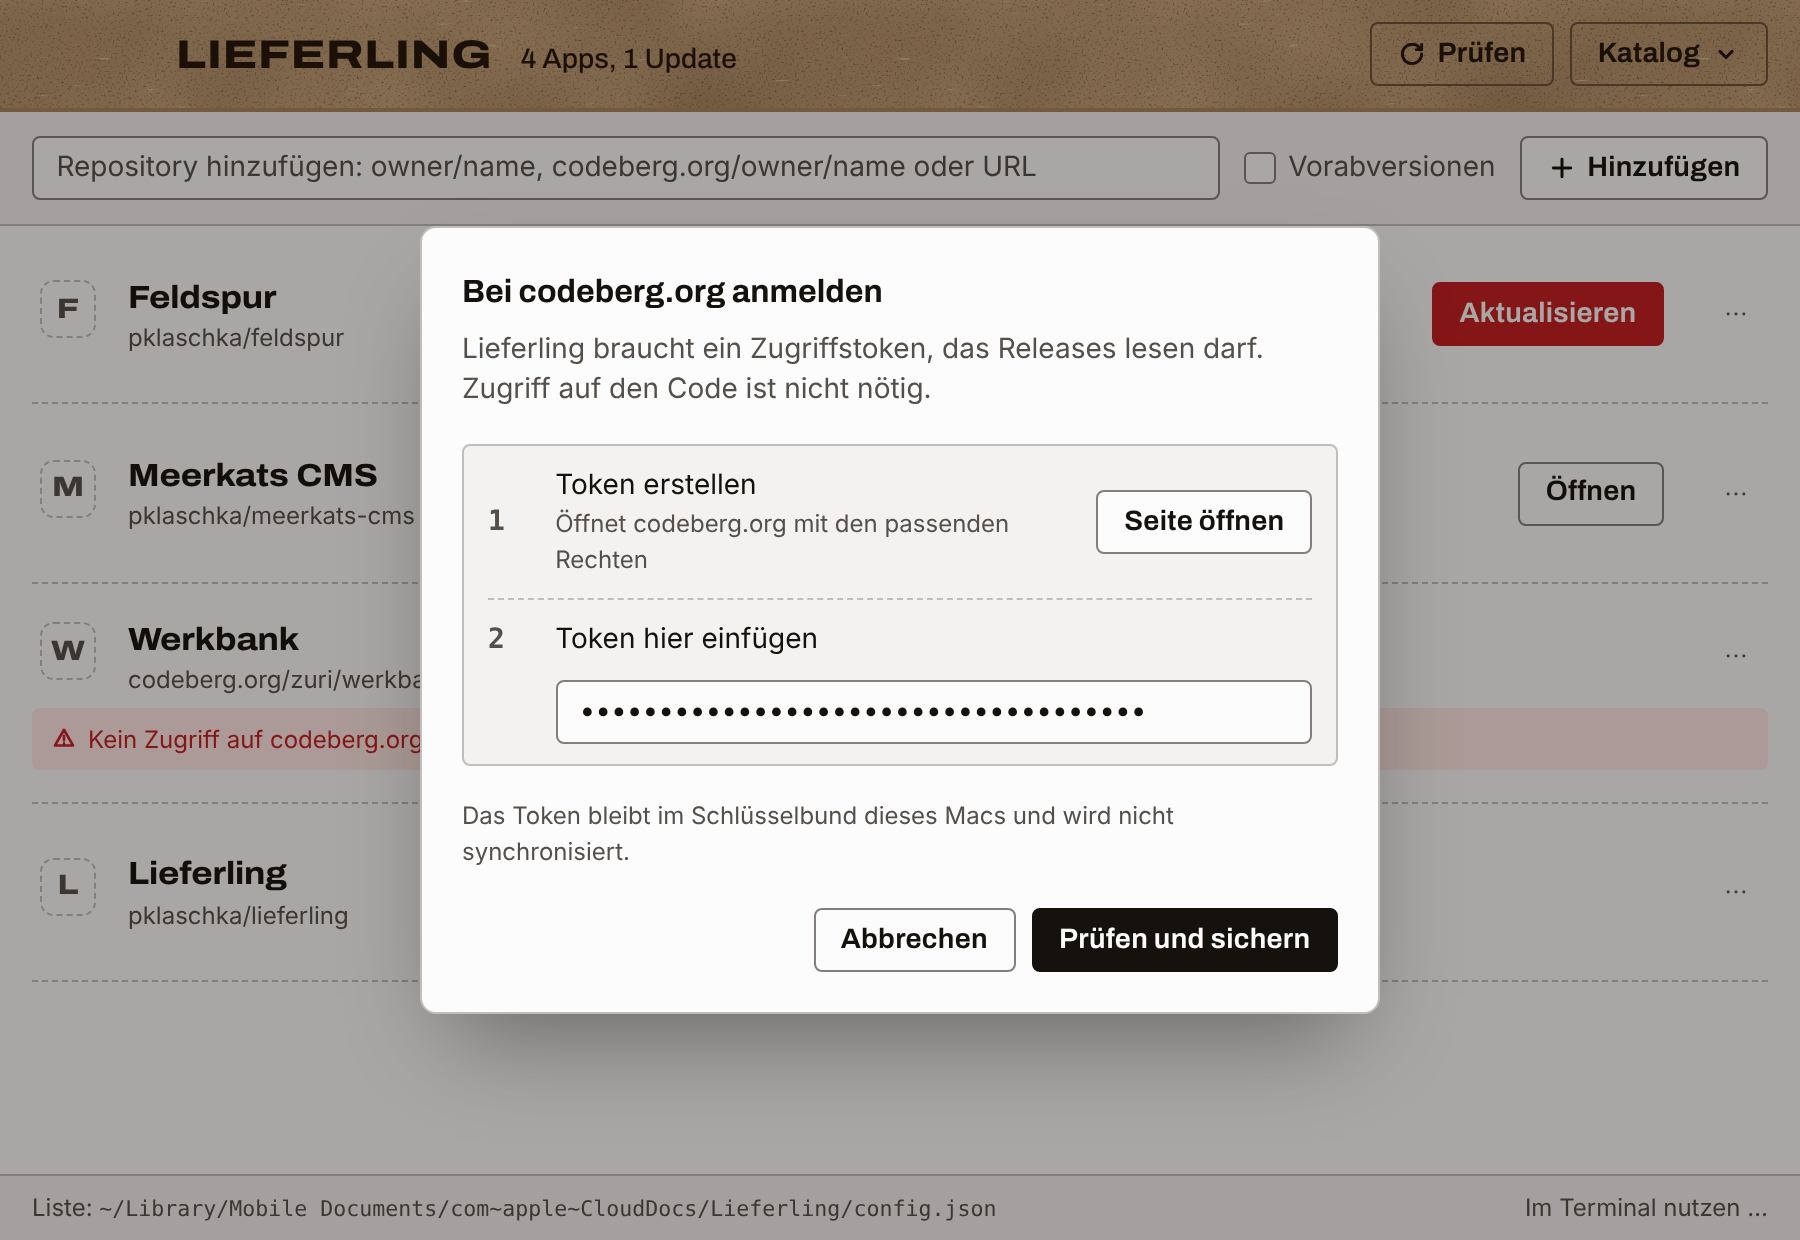 LIEFERLING
4 Apps, 1 Update
Prüfen
Katalog
Repository hinzufügen: owner/name, codeberg.org/owner/name oder URL
Vorabversionen
+ Hinzufügen
F
Feldspur
pklaschka/feldspur
Aktualisieren
...
M
Meerkats CMS
pklaschka/meerkats-cms
Öffnen
...
W
Werkbank
codeberg.org/zuri/werkba
...
Kein Zugriff auf codeberg.org
L
Lieferling
pklaschka/lieferling
...
Bei codeberg.org anmelden
Lieferling braucht ein Zugriffstoken, das Releases lesen darf.
Zugriff auf den Code ist nicht nötig.
1
Token erstellen
Öffnet codeberg.org mit den passenden
Rechten
Seite öffnen
2
Token hier einfügen
••••••••••••••••••••••••••••••••••••
Das Token bleibt im Schlüsselbund dieses Macs und wird nicht
synchronisiert.
Abbrechen
Prüfen und sichern
Liste: ~/Library/Mobile Documents/com~apple~CloudDocs/Lieferling/config.json
Im Terminal nutzen ...